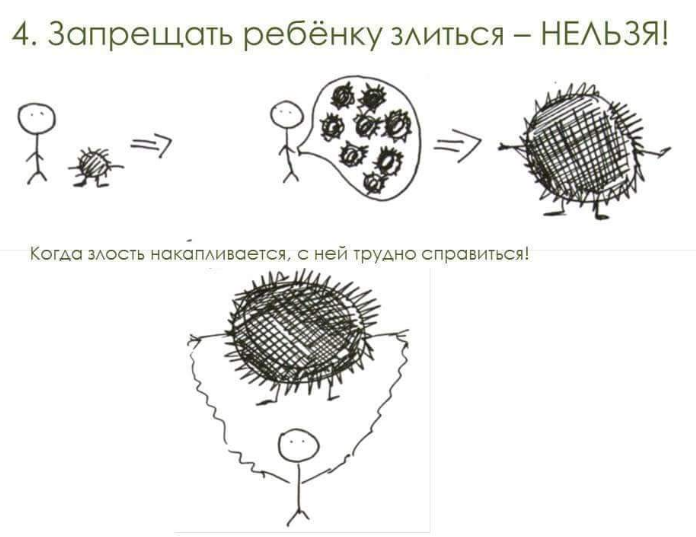 4. Запрещать ребёнку злиться – НЕЛЬЗЯ!
Когда злость накапливается, с ней трудно справиться!